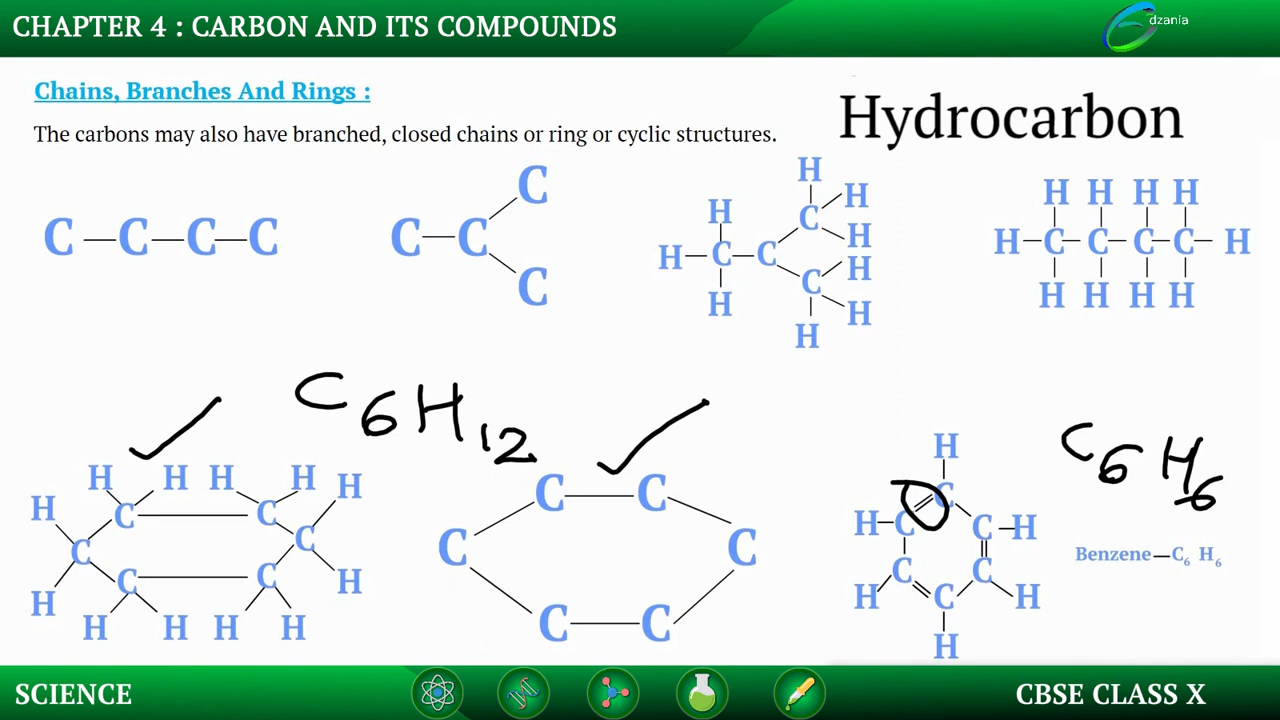 CHAPTER 4 : CARBON AND ITS COMPOUNDS
dzania
Chains, Branches And Rings :
The carbons may also have branched, closed chains or ring or cyclic structures.
Hydrocarbon
C — C — C — C
C
C — C
C
H
H
H
H — C — C
C
H
H
C
H
H
H
H H H H
H — C — C — C — C — H
H H H H
C6H12
H H H H H
H
C C
C
C
C C
H
H
H H H H
C — C
C
C
C — C
H
C
H — C
C — H
C
C
H
C
H
H
C6H6
Benzene — C6 H6
SCIENCE
CBSE CLASS X